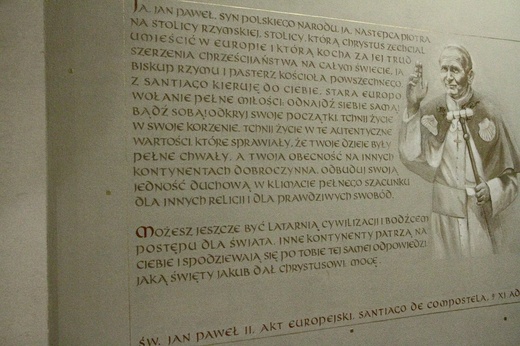 JA, JAN PAWEŁ, SYN POLSKIEGO NARODU, JA, NASTĘPCA PIOTRA
NA STOLICY RZYMSKIEJ, STOLICY, KTÓRĄ CHRYSTUS ZECHCIAŁ
UMIEŚCIĆ W EUROPIE I KTÓRĄ KOCHA ZA JEJ TRUD
SZERZENIA CHRZEŚCIJAŃSTWA NA CAŁYM ŚWIECIE, JA
BISKUP RZYMU I PASTERZ KOŚCIOŁA POWSZECHNEGO,
Z SANTIAGO KIERUJĘ DO CIEBIE, STARA EUROPO
WOŁANIE PEŁNE MIŁOŚCI: ODNAJDŹ SIEBIE SAMĄ!
BĄDŹ SOBĄ! ODKRYJ SWOJE POCZĄTKI. TCHNIJ ŻYCIE
W SWOJE KORZENIE. TCHNIJ ŻYCIE W TE AUTENTYCZNE
WARTOŚCI, KTÓRE SPRAWIAŁY, ŻE TWOJE DZIEJE BYŁY
PEŁNE CHWAŁY, A TWOJA OBECNOŚĆ NA INNYCH
KONTYNENTACH DOBROCZYNNA. ODBUDUJ SWOJĄ
JEDNOŚĆ DUCHOWĄ W KLIMACIE PEŁNEGO SZACUNKU
DLA INNYCH RELIGII I DLA PRAWDZIWYCH SWOBÓD.
MOŻESZ JESZCZE BYĆ LATARNIĄ CYWILIZACJI I BODŹCEM
POSTĘPU DLA ŚWIATA. INNE KONTYNENTY PATRZĄ NA
CIEBIE I SPODZIEWAJĄ SIĘ PO TOBIE TEJ SAMEJ ODPOWIEDZI
JAKĄ ŚWIĘTY JAKUB DAŁ CHRYSTUSOWI: MOGĘ.
ŚW. JAN PAWEŁ II, AKT EUROPEJSKI, SANTIAGO DE COMPOSTELA, 9 XI AD